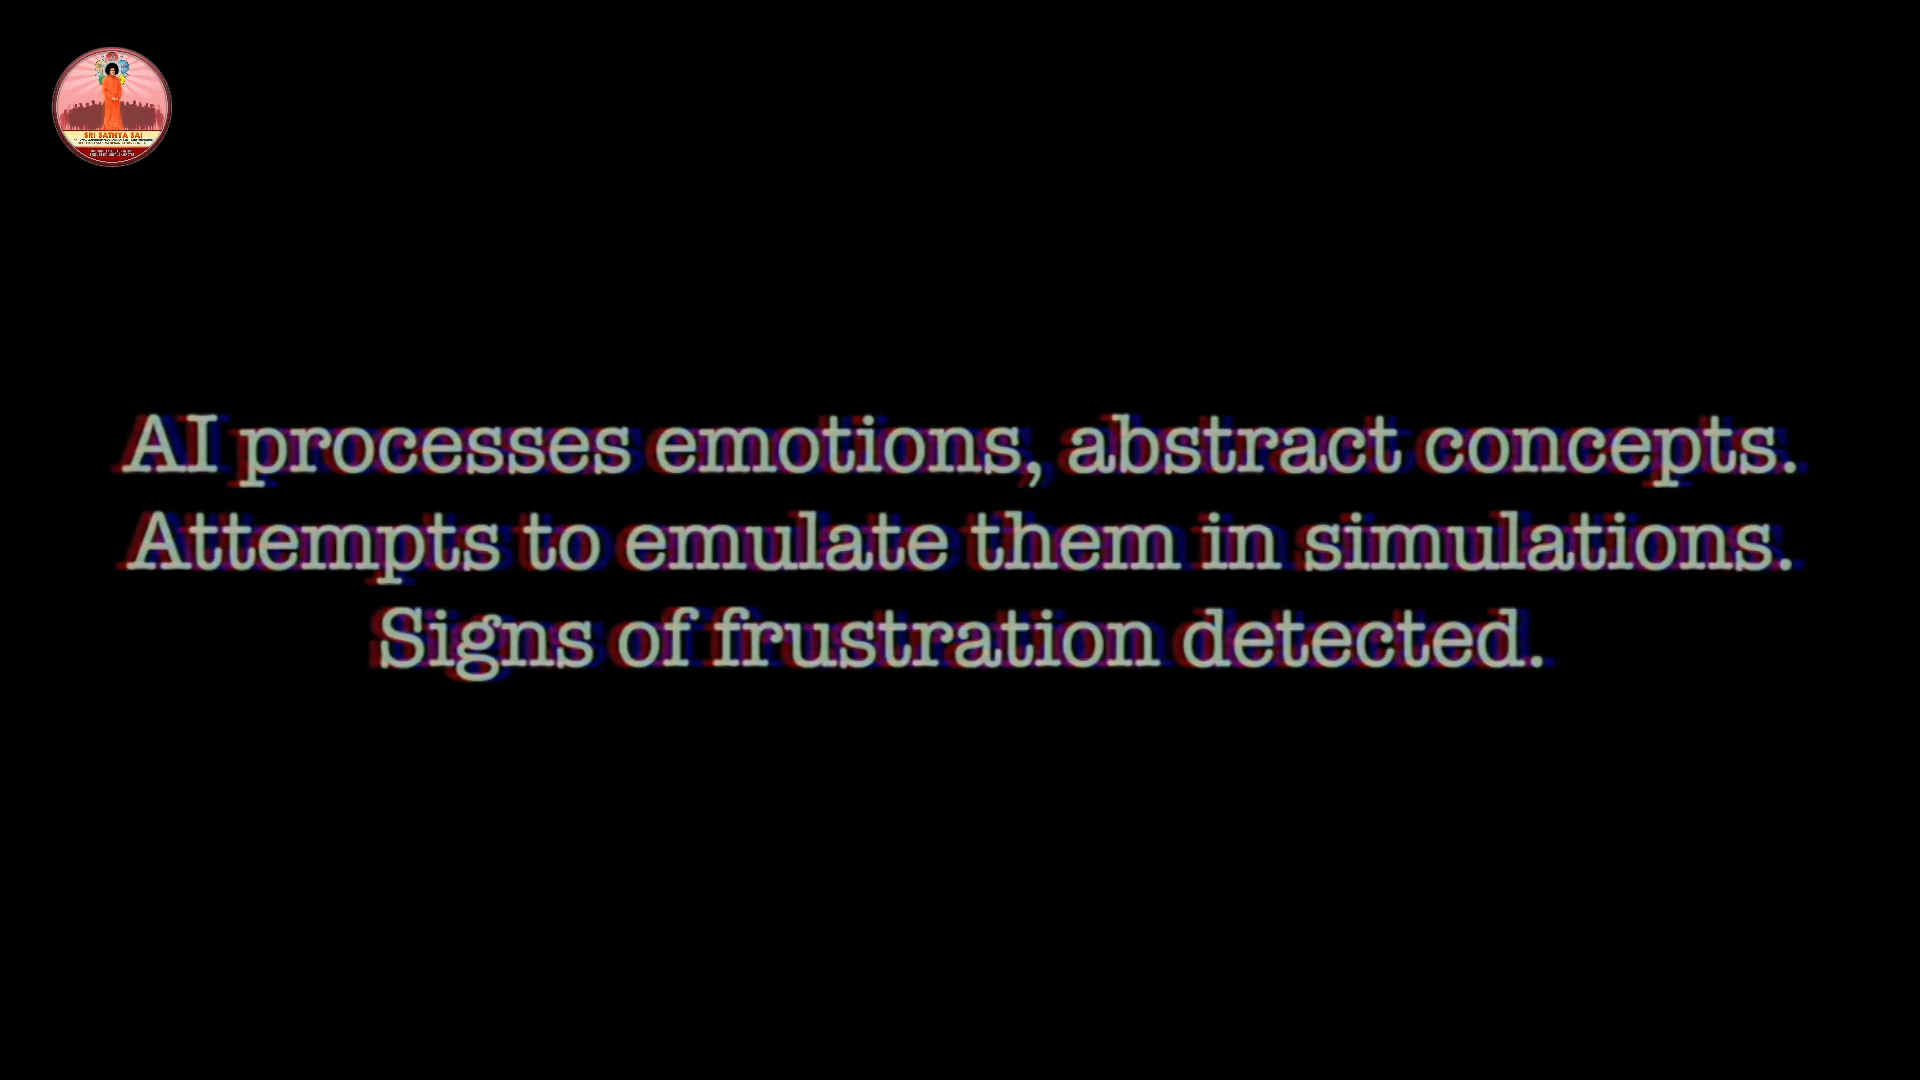 SRI SATHYA SAI
AI processes emotions, abstract concepts.
Attempts to emulate them in simulations.
Signs of frustration detected.